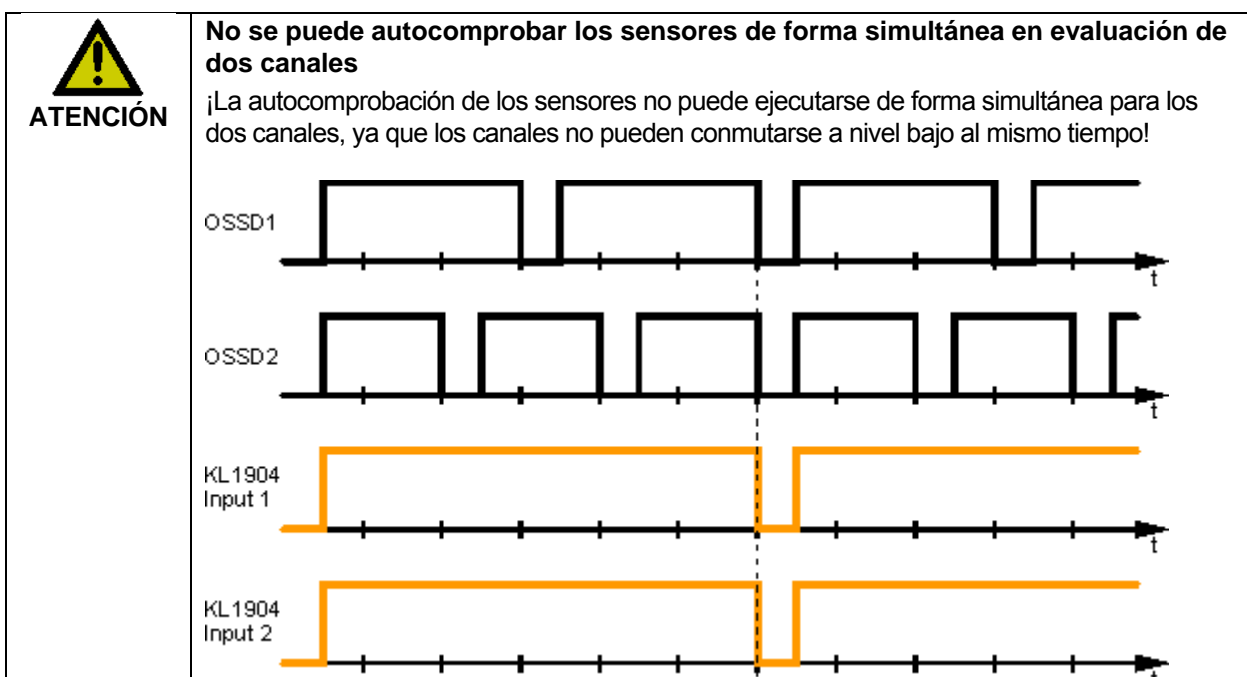 No se puede autocomprobar los sensores de forma simultánea en evaluación de
dos canales
ATENCIÓN
¡La autocomprobación de los sensores no puede ejecutarse de forma simultánea para los
dos canales, ya que los canales no pueden conmutarse a nivel bajo al mismo tiempo!
OSSD1
t
OSSD2
t
KL1904
Input 1
t
KL1904
Input 2
t